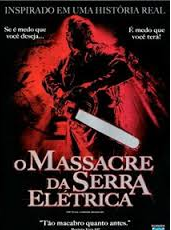 INSPIRADO EM UMA HISTÓRIA REAL
Se é medo que
você deseja...
É medo que
você terá!
O MASSACRE
DA SERRA
ELÉTRICA
"Tão macabro quanto antes."